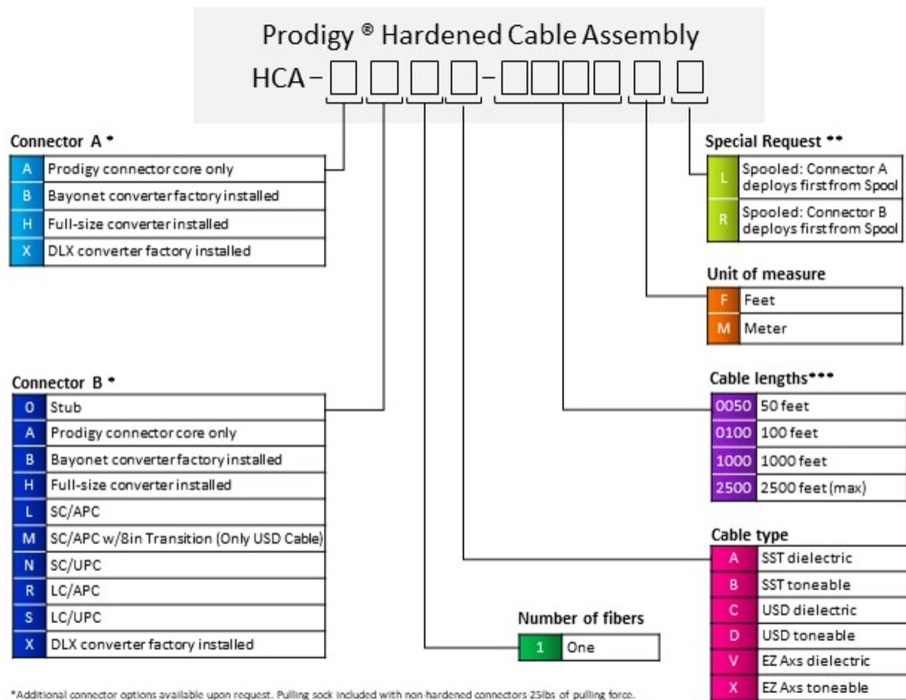 Prodigy ® Hardened Cable Assembly
HCA-
-
Connector A *
A Prodigy connector core only
B Bayonet converter factory installed
H Full-size converter installed
X DLX converter factory installed
Special Request **
L Spooled: Connector A
deploys first from Spool
R Spooled: Connector B
deploys first from Spool
Unit of measure
F Feet
M Meter
Connector B *
0 Stub
A Prodigy connector core only
B Bayonet converter factory installed
H Full-size converter installed
L SC/APC
M SC/APC w/8in Transition (Only USD Cable)
N SC/UPC
R LC/APC
S LC/UPC
X DLX converter factory installed
Cable lengths***
0050 50 feet
0100 100 feet
1000 1000 feet
2500 2500 feet (max)
Cable type
A SST dielectric
B SST toneable
C USD dielectric
D USD toneable
V EZ Axs dielectric
X EZ Axs toneable
Number of fibers
1 One
*Additional connector options available upon request. Pulling sock included with non hardened connectors 25lbs of pulling force.